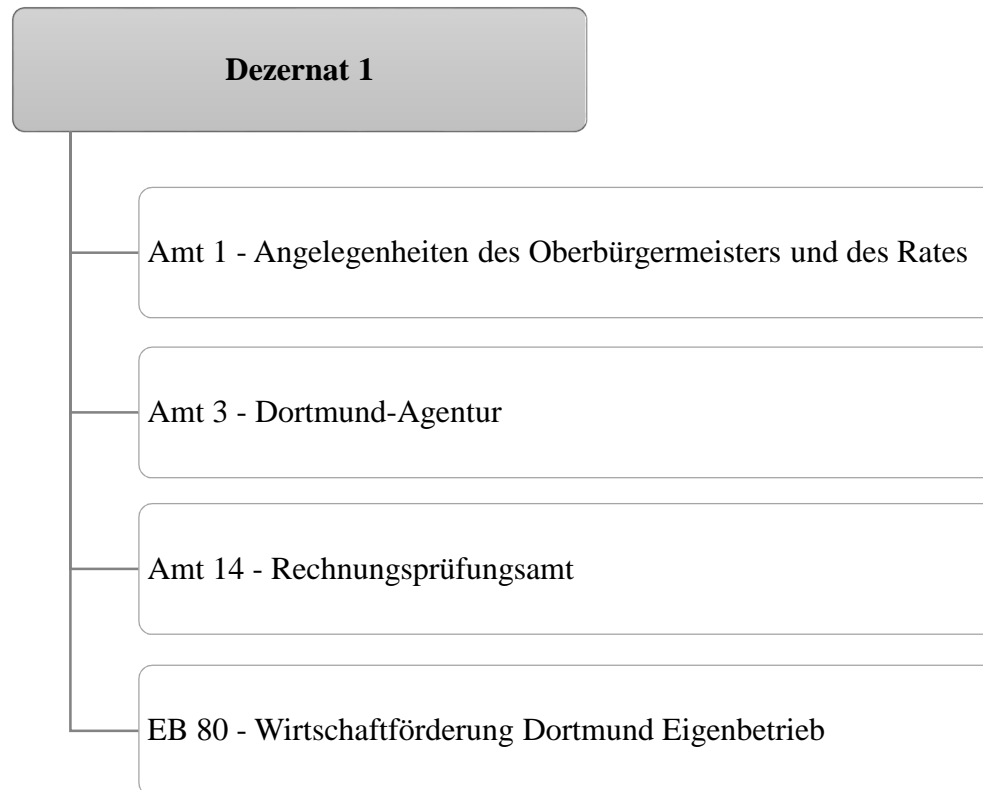 Dezernat 1
Amt 1 - Angelegenheiten des Oberbürgermeisters und des Rates
Amt 3 - Dortmund-Agentur
Amt 14 - Rechnungsprüfungsamt
EB 80 - Wirtschaftförderung Dortmund Eigenbetrieb